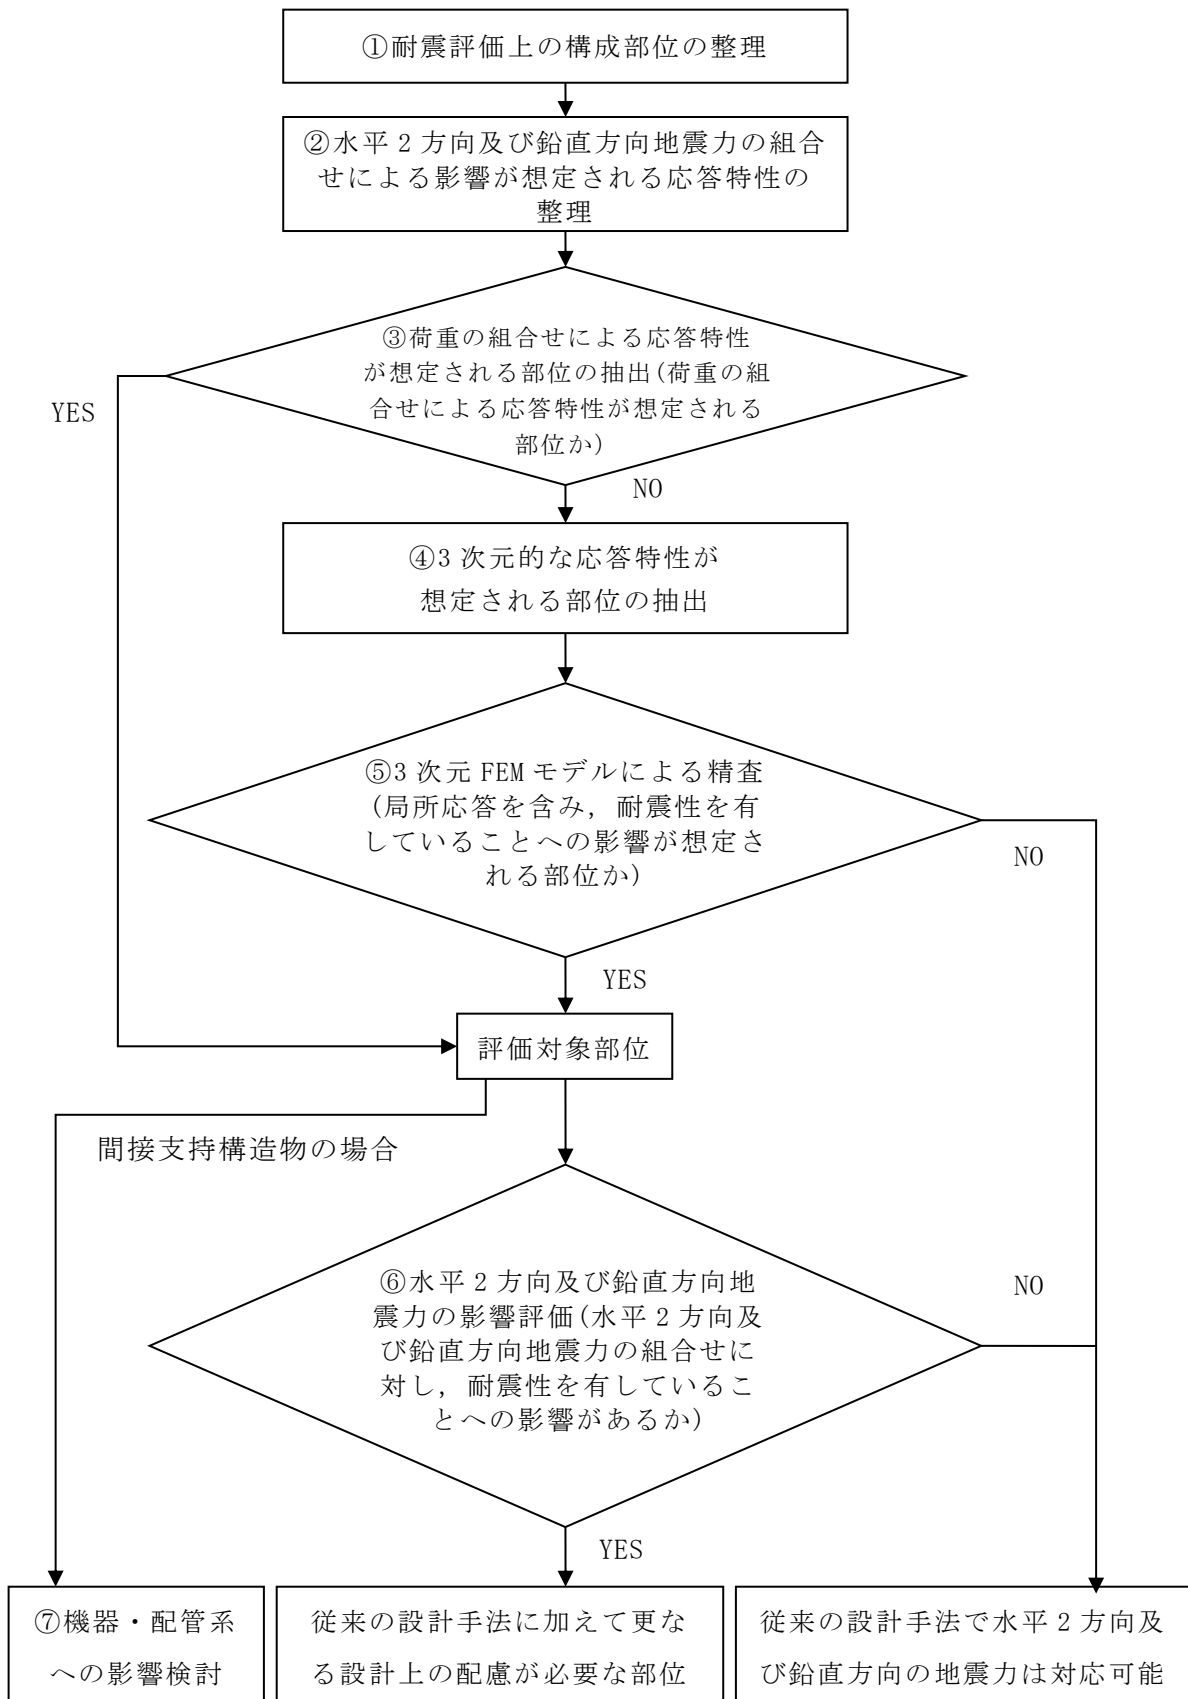 ①耐震評価上の構成部位の整理
②水平 2 方向及び鉛直方向地震力の組合
せによる影響が想定される応答特性の
整理
③荷重の組合せによる応答特性
が想定される部位の抽出(荷重の組
合せによる応答特性が想定される
部位か)
YES
NO
④3 次元的な応答特性が
想定される部位の抽出
⑤3 次元 FEM モデルによる精査
(局所応答を含み，耐震性を有
していることへの影響が想定さ
れる部位か)
NO
YES
評価対象部位
間接支持構造物の場合
⑥水平 2 方向及び鉛直方向地
震力の影響評価(水平 2 方向及
び鉛直方向地震力の組合せに
対し，耐震性を有しているこ
とへの影響があるか)
NO
YES
⑦機器・配管系
への影響検討
従来の設計手法に加えて更な
る設計上の配慮が必要な部位
従来の設計手法で水平 2 方向及
び鉛直方向の地震力は対応可能